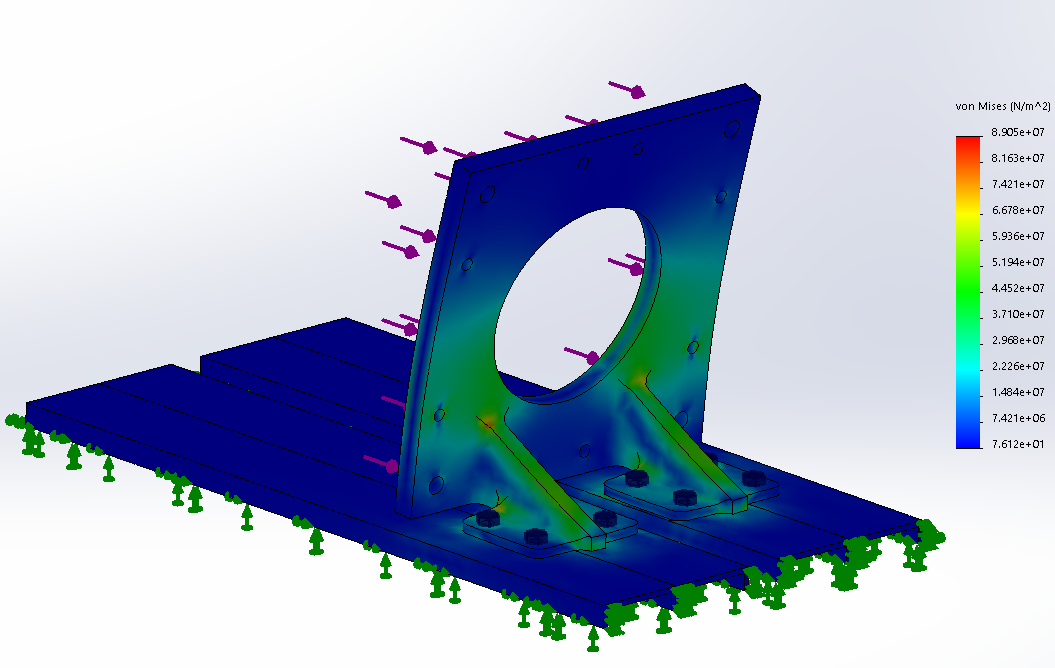 von Mises (N/m^2)
8.905e+07
8.163e+07
7.421e+07
6.678e+07
5.936e+07
5.194e+07
4.452e+07
3.710e+07
2.968e+07
2.226e+07
1.484e+07
7.421e+06
7.612e+01